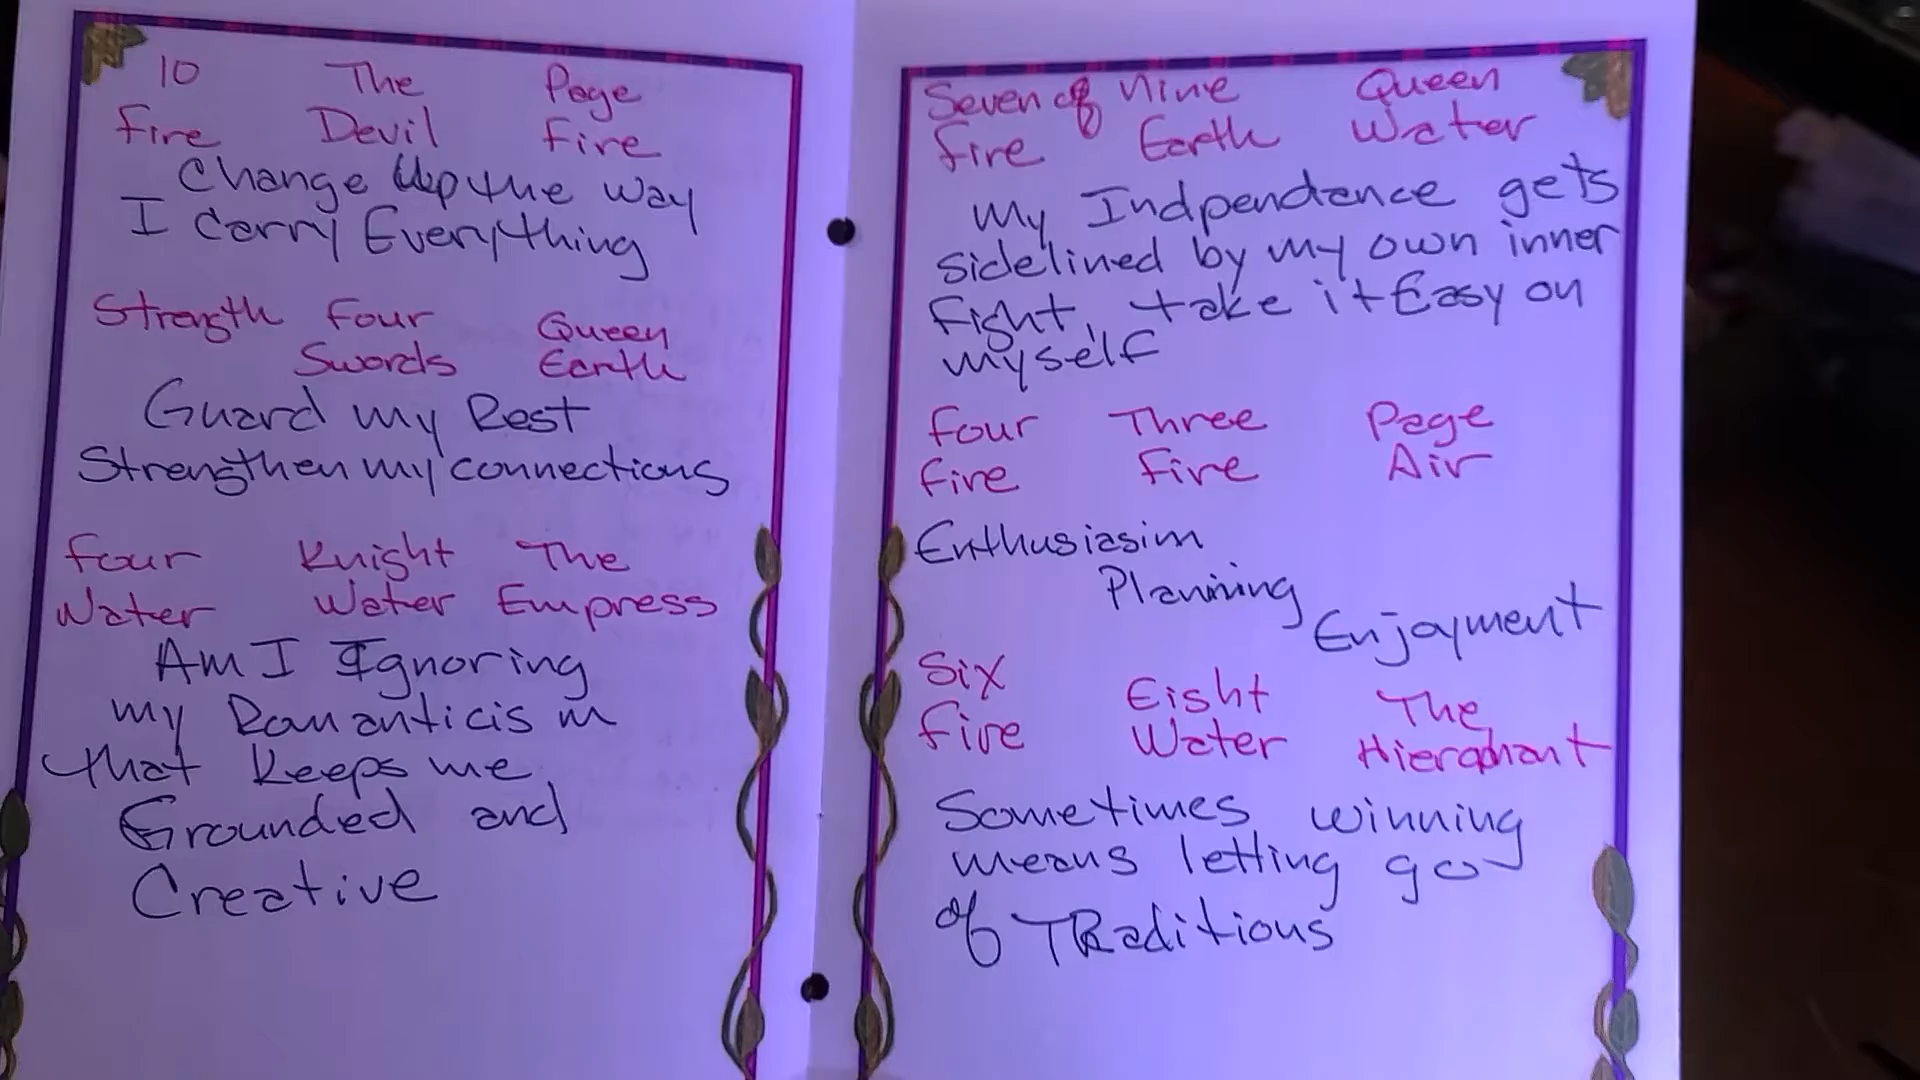 10 The Page
Fire Devil Fire
Change Up the way
I Carry Everything
Strength Four Queen
Swords Earth
Guard my Rest
Strengthen my connections
Four Knight The
Water Water Empress
Am I Ignoring
my Romanticism
that keeps me
Grounded and
Creative
Seven of Nine Queen
Fire Earth Water
My Indpendance gets
sidelined by my own inner
Fight, take it Easy on
myself
Four Three Page
Fire Fire Air
Enthusiasim
Planning
Enjoyment
Six Eight The
Fire Water Hierophant
Sometimes winning
means letting go
of TRaditions